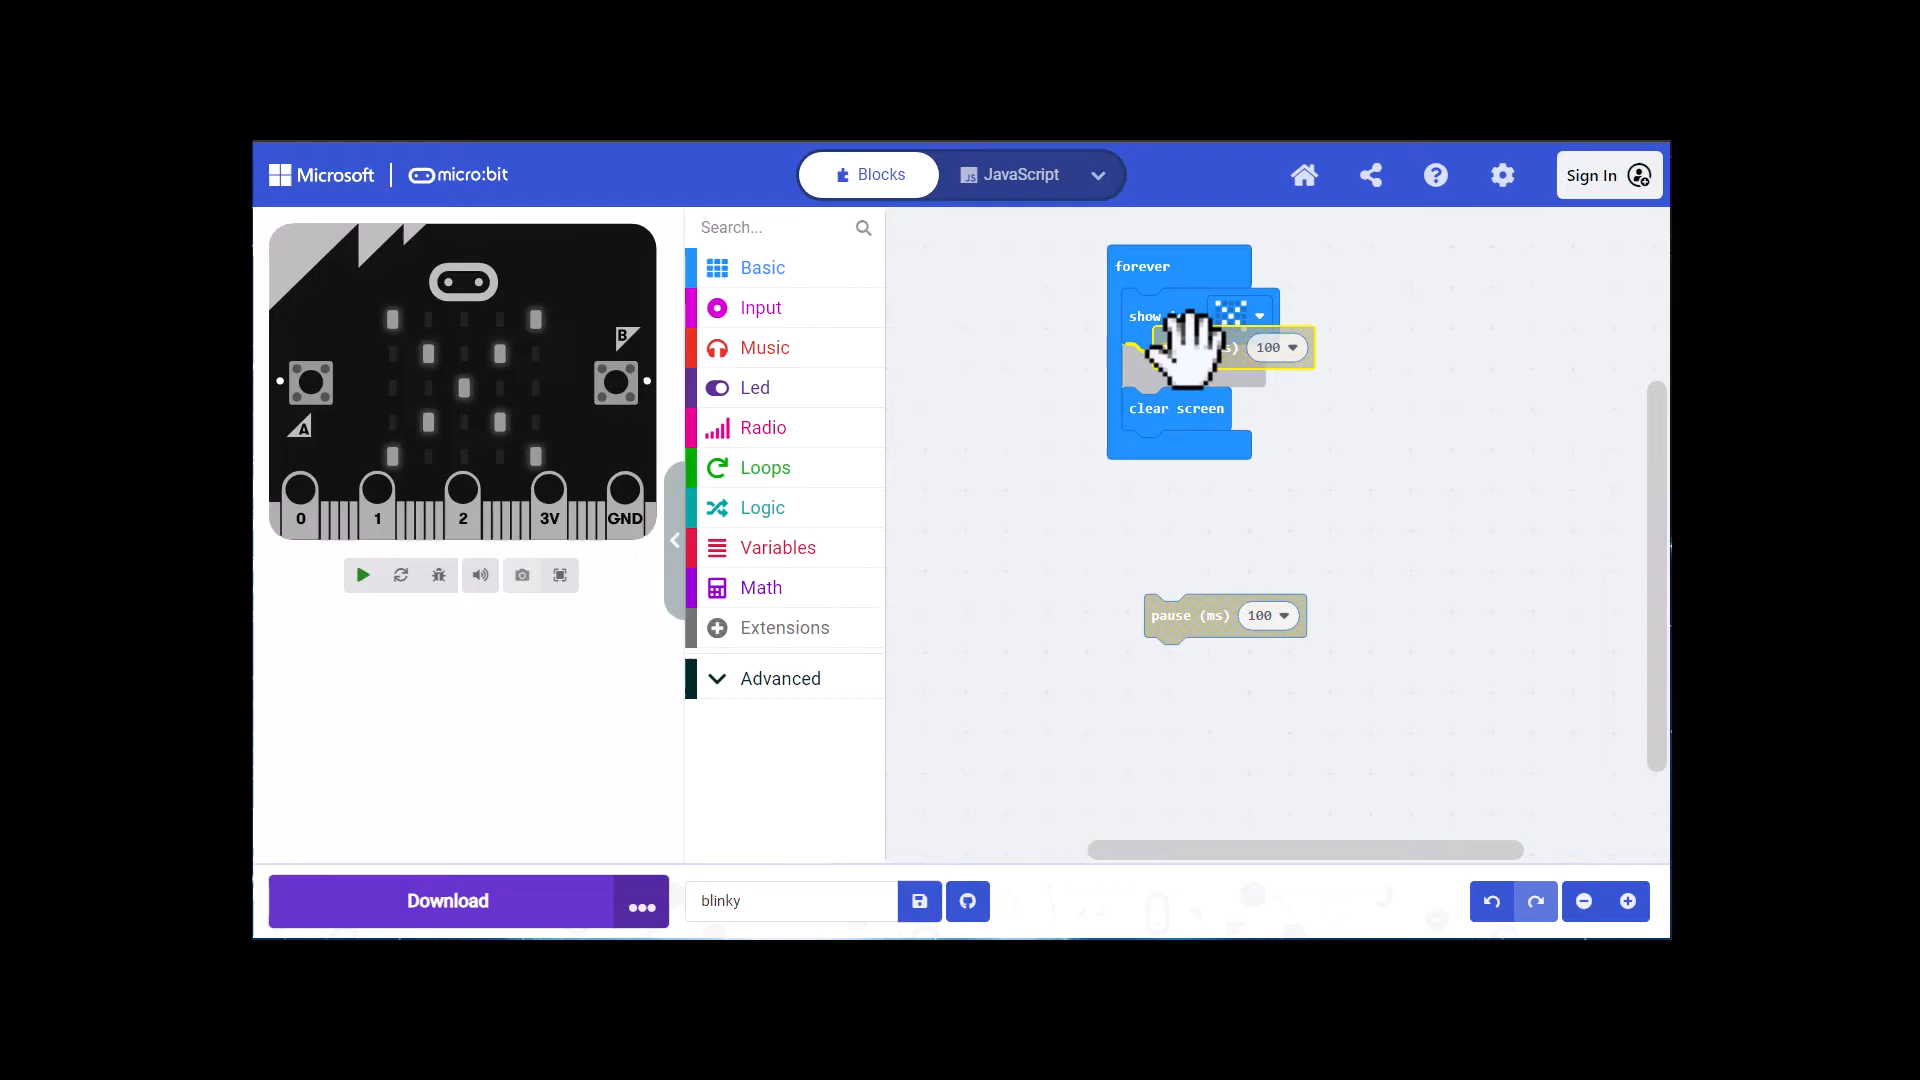 Microsoft
micro:bit
Blocks
JavaScript
Sign In
Search...
Basic
Input
Music
Led
Radio
Loops
Logic
Variables
Math
Extensions
Advanced
A
B
0
1
2
3V
GND
forever
show
100
clear screen
pause (ms) 100
Download
blinky